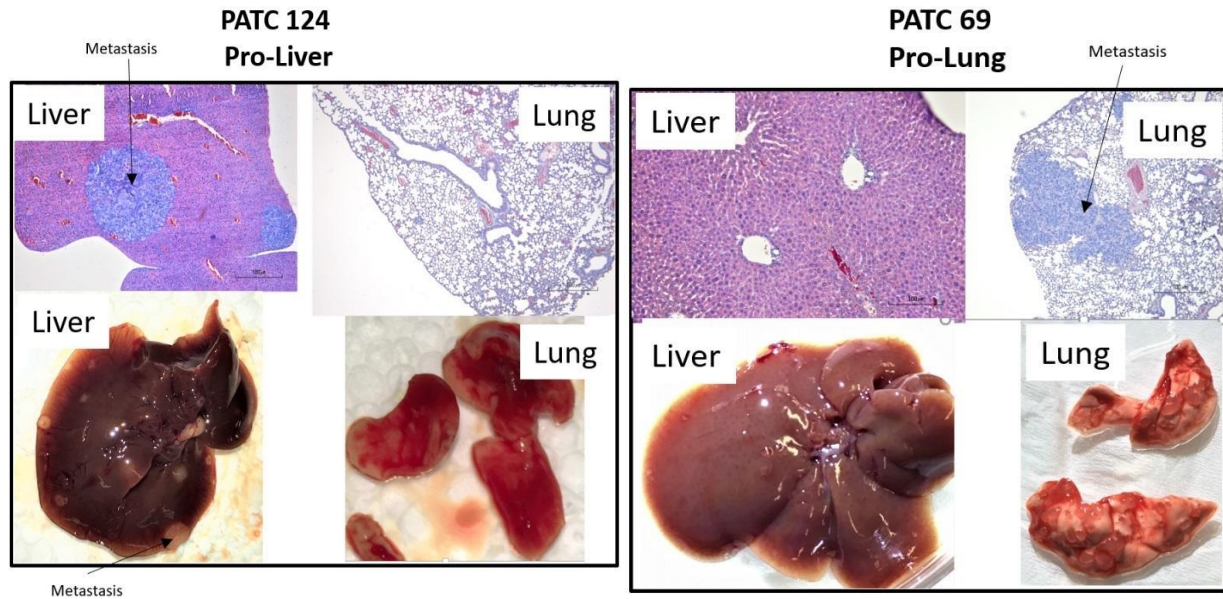 PATC 124
Pro-Liver
Metastasis
Liver
Lung
Liver
Lung
Metastasis
PATC 69
Pro-Lung
Metastasis
Liver
Lung
Liver
Lung